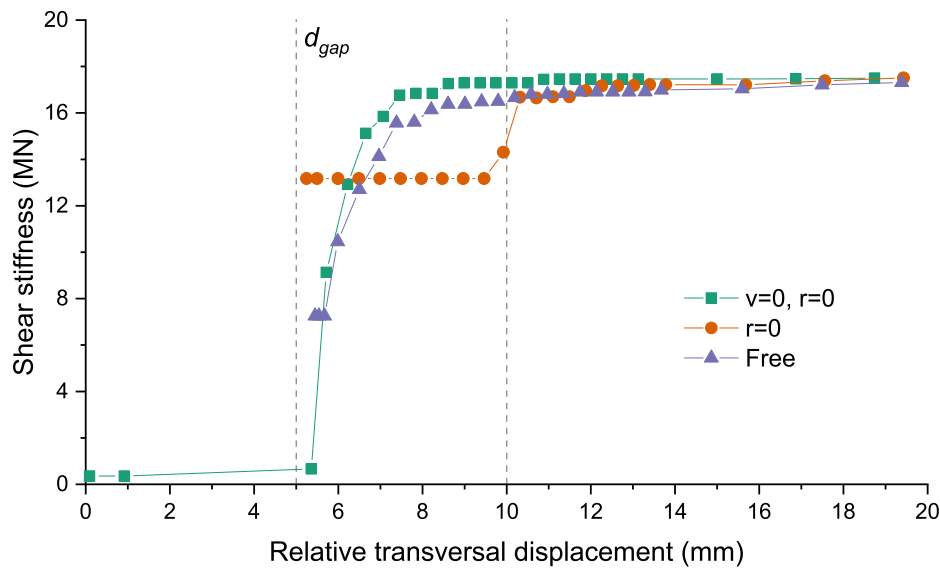 20
16
12
8
4
0
Shear stiffness (MN)
d_gap
v=0, r=0
r=0
Free
0 2 4 6 8 10 12 14 16 18 20
Relative transversal displacement (mm)